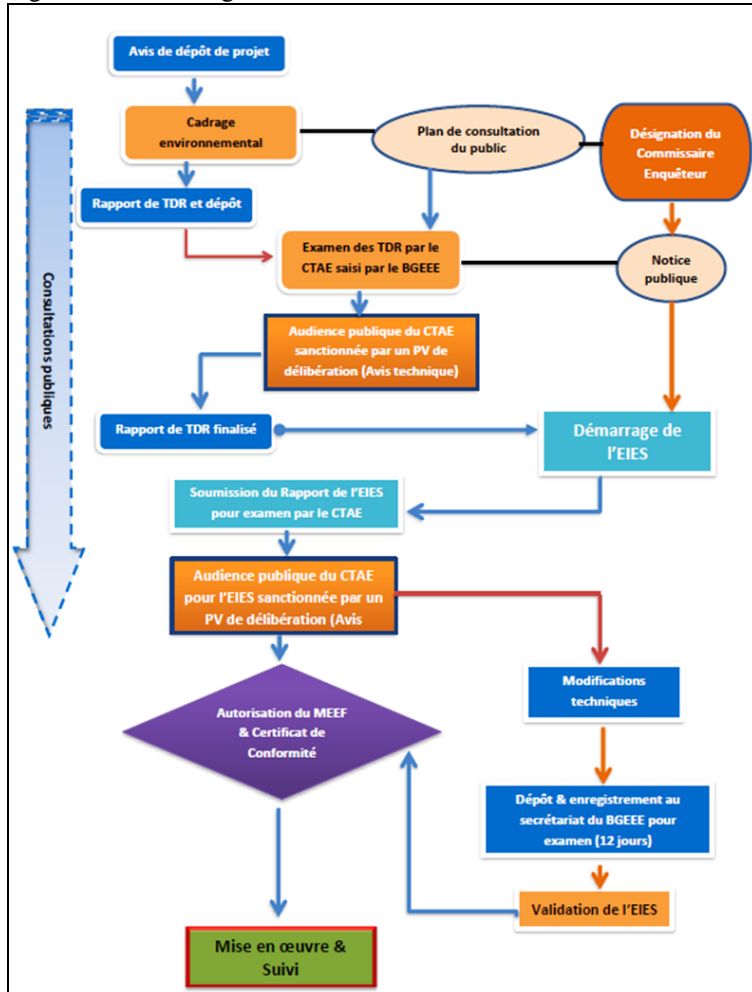 Avis de dépôt de projet
Cadrage
environnemental
Plan de consultation
du public
Désignation du
Commissaire
Enquêteur
Rapport de TDR et dépôt
Examen des TDR par le
CTAE saisi par le BGEEE
Notice
publique
Consultations publiques
Audience publique du CTAE
sanctionnée par un PV de
délibération (Avis technique)
Rapport de TDR finalisé
Démarrage de
l'EIES
Soumission du Rapport de l'EIES
pour examen par le CTAE
Audience publique du CTAE
pour l'EIES sanctionnée par un
PV de délibération (Avis
Modifications
techniques
Autorisation du MEEF
& Certificat de
Conformité
Dépôt & enregistrement au
secrétariat du BGEEE pour
examen (12 jours)
Validation de l'EIES
Mise en œuvre &
Suivi